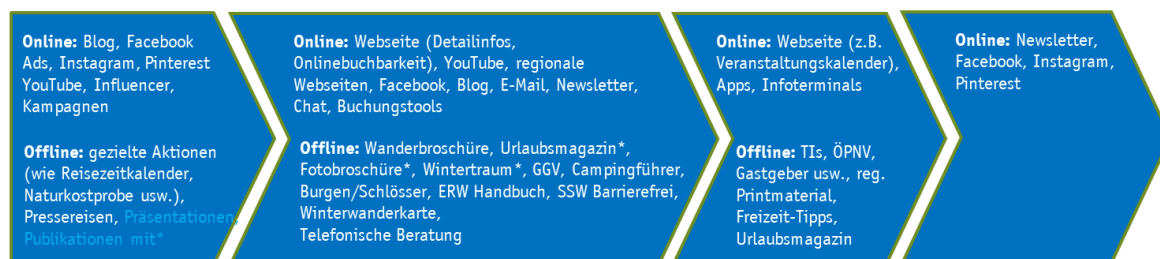 Online: Blog, Facebook
Ads, Instagram, Pinterest
YouTube, Influencer,
Kampagnen
Offline: gezielte Aktionen
(wie Reisezeitkalender,
Naturkostprobe usw.),
Pressereisen, Präsentationen,
Publikationen mit*
Online: Webseite (Detailinfos,
Onlinebuchbarkeit), YouTube, regionale
Webseiten, Facebook, Blog, E-Mail, Newsletter,
Chat, Buchungstools
Offline: Wanderbroschüre, Urlaubsmagazin*,
Fotobroschüre*, Wintertraum*, GGV, Campingführer,
Burgen/Schlösser, ERW Handbuch, SSW Barrierefrei,
Winterwanderkarte,
Telefonische Beratung
Online: Webseite (z.B.
Veranstaltungskalender),
Apps, Infoterminals
Offline: TIs, ÖPNV,
Gastgeber usw., reg.
Printmaterial,
Freizeit-Tipps,
Urlaubsmagazin
Online: Newsletter,
Facebook, Instagram,
Pinterest